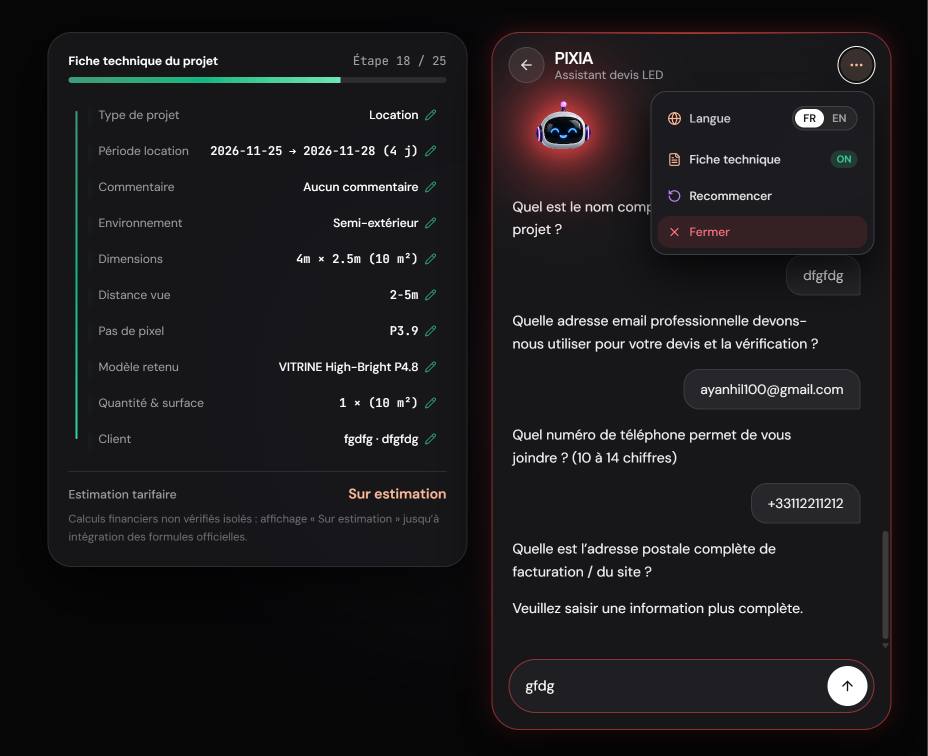 Fiche technique du projet
Étape 18 / 25
Type de projet
Location
Période location
2026-11-25 → 2026-11-28 (4 j)
Commentaire
Aucun commentaire
Environnement
Semi-extérieur
Dimensions
4m × 2.5m (10 m²)
Distance vue
2-5m
Pas de pixel
P3.9
Modèle retenu
VITRINE High-Bright P4.8
Quantité & surface
1 × (10 m²)
Client
fgdfg · dfgfdg
Estimation tarifaire
Sur estimation
Calculs financiers non vérifiés isolés : affichage « Sur estimation » jusqu'à
intégration des formules officielles.
PIXIA
Assistant devis LED
Langue
FR EN
Fiche technique
ON
Recommencer
Fermer
Quel est le nom comp
projet ?
dfgfdg
Quelle adresse email professionnelle devons-
nous utiliser pour votre devis et la vérification ?
ayanhil100@gmail.com
Quel numéro de téléphone permet de vous
joindre ? (10 à 14 chiffres)
+33112211212
Quelle est l'adresse postale complète de
facturation / du site ?
Veuillez saisir une information plus complète.
gfdg